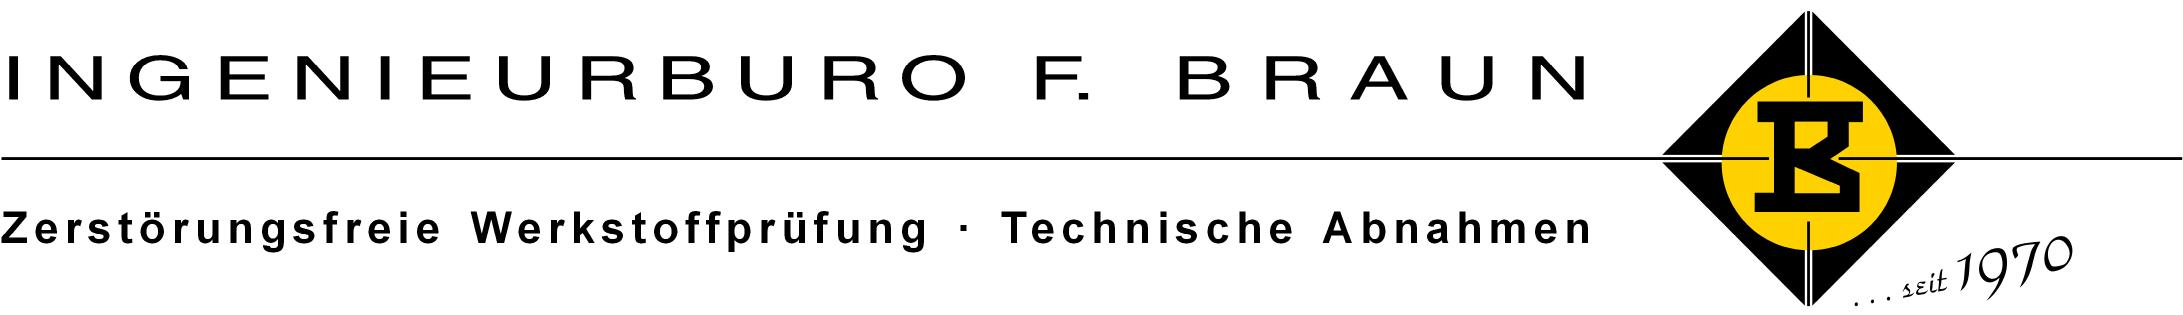 INGENIEURBURO F. BRAUN
B
Zerstörungsfreie Werkstoffprüfung · Technische Abnahmen
... seit 1970